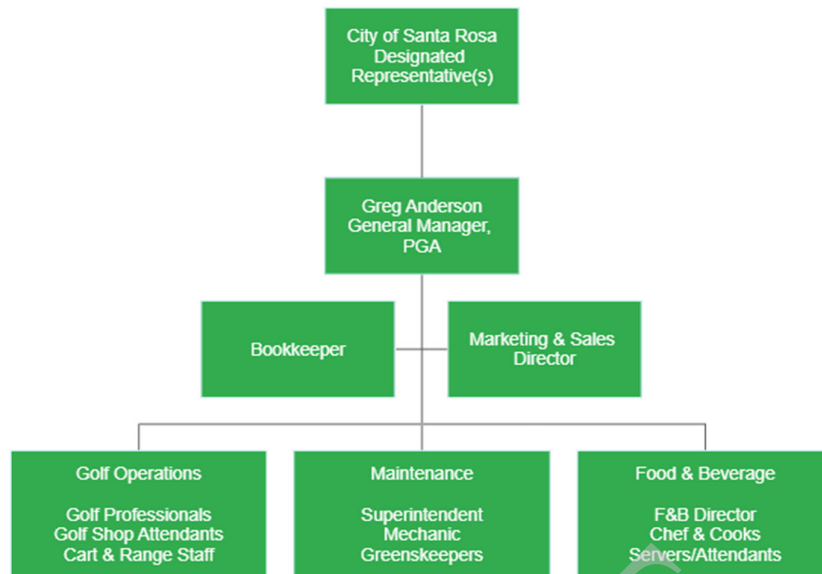 City of Santa Rosa
Designated
Representative(s)
Greg Anderson
General Manager,
PGA
Bookkeeper
Marketing & Sales
Director
Golf Operations
Golf Professionals
Golf Shop Attendants
Cart & Range Staff
Maintenance
Superintendent
Mechanic
Greenskeepers
Food & Beverage
F&B Director
Chef & Cooks
Servers/Attendants